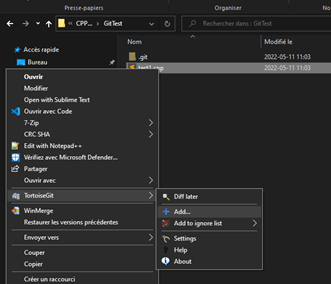 Presse-papiers
Organiser
No
« CPP... › GitTest
Rechercher dans : GitTest
Accès rapide
Bureau
Nom
Modifié le
.git
2022-05-11 11:03
test1.cpp
2022-05-11 11:03
Ouvrir
Modifier
Open with Sublime Text
Ouvrir avec Code
7-Zip
CRC SHA
Edit with Notepad++
Vérifiez avec Microsoft Defender...
Partager
Ouvrir avec
TortoiseGit
WinMerge
Restaurer les versions précédentes
Envoyer vers
Couper
Copier
Créer un raccourci
Diff later
Add...
Add to ignore list
Settings
Help
About